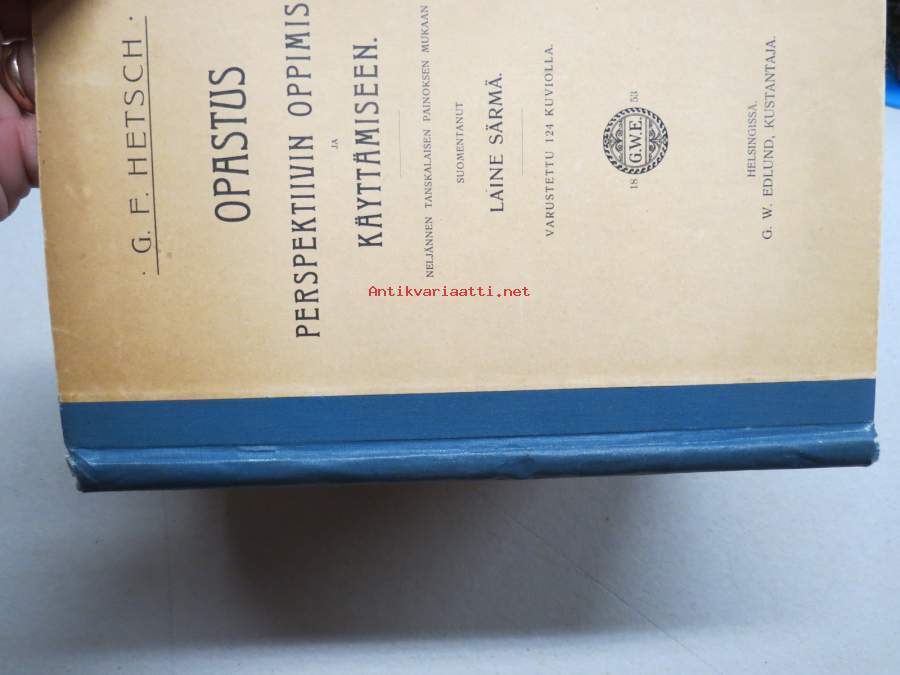 · G. F. HETSCH ·
OPASTUS
PERSPEKTIIVIN OPPIMIS
JA
KÄYTTÄMISEEN.
NELJÄNNEN TANSKALAISEN PAINOKSEN MUKAAN
SUOMENTANUT
LAINE SÄRMÄ.
VARUSTETTU 124 KUVIOLLA.
18 G.W.E. 53
HELSINGISSÄ.
G. W. EDLUND, KUSTANTAJA.
Antikvariaatti.net